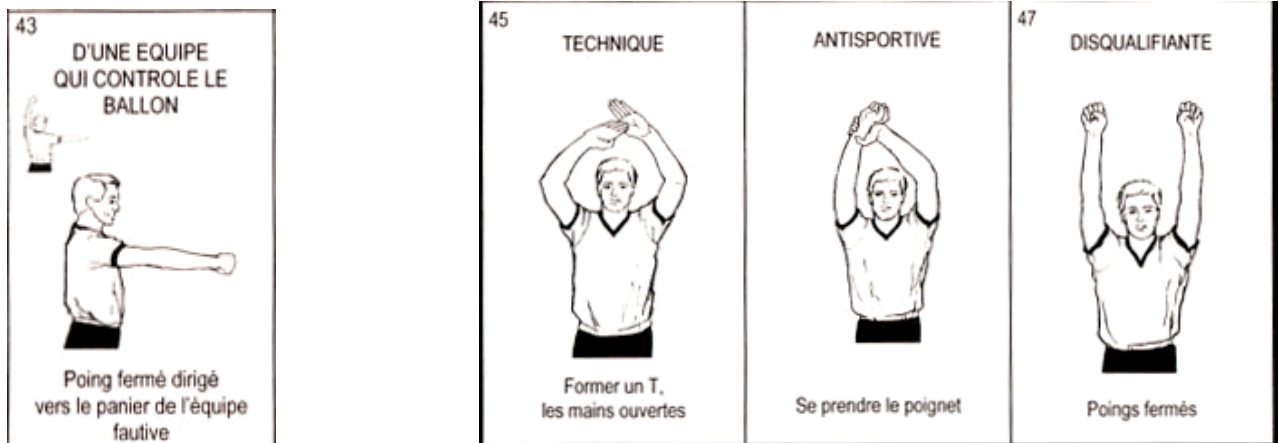 43
D'UNE EQUIPE
QUI CONTROLE LE
BALLON
Poing fermé dirigé
vers le panier de l'équipe
fautive
45
TECHNIQUE
Former un T,
les mains ouvertes
ANTISPORTIVE
Se prendre le poignet
47
DISQUALIFIANTE
Poings fermés